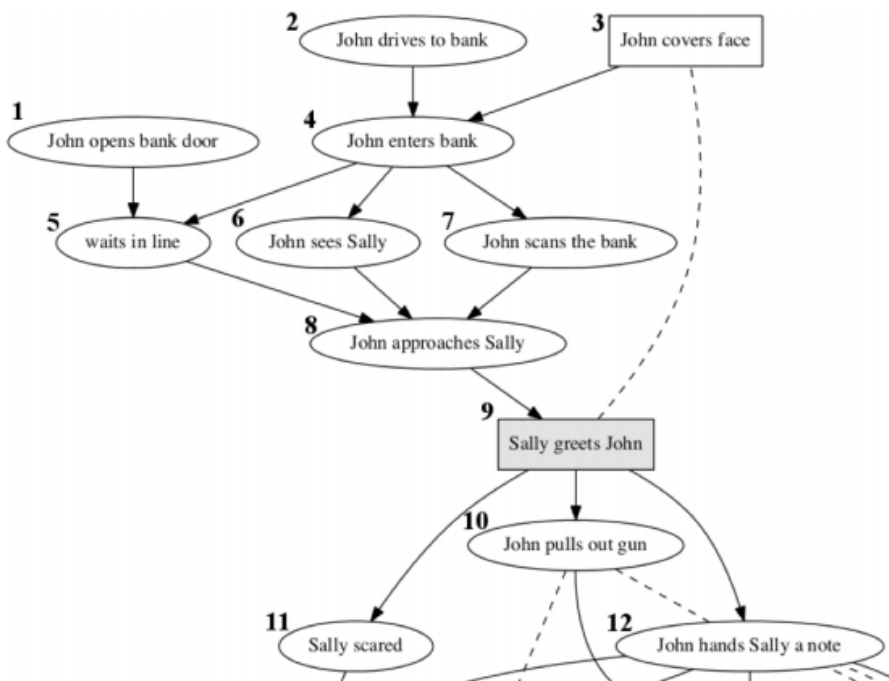 2
John drives to bank
3
John covers face
1
John opens bank door
4
John enters bank
5
waits in line
6
John sees Sally
7
John scans the bank
8
John approaches Sally
9
Sally greets John
10
John pulls out gun
11
Sally scared
12
John hands Sally a note